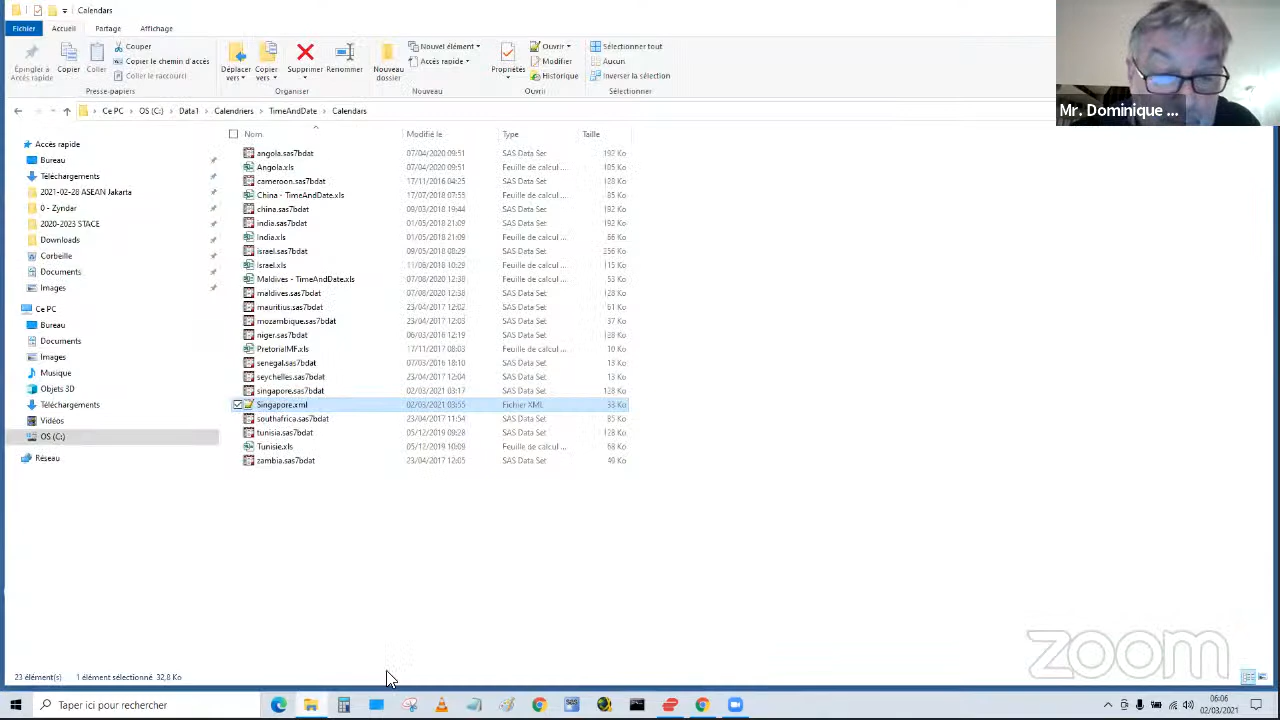 Calendars
Fichier Accueil Partage Affichage
Épingler à Accès rapide
Copier
Coller
Couper
Copier le chemin d'accès
Coller le raccourci
Presse-papiers
Déplacer vers
Copier vers
Supprimer
Renommer
Organiser
Nouveau dossier
Nouvel élément
Accès rapide
Nouveau
Propriétés
Ouvrir
Modifier
Historique
Ouvrir
Sélectionner tout
Aucun
Inverser la sélection
Sélectionner
Mr. Dominique ...
Ce PC > OS (C:) > Data1 > Calendriers > TimeAndDate > Calendars
Accès rapide
Bureau
Téléchargements
2021-02-28 ASEAN Jakarta
0 - Zyndar
2020-2023 STACE
Downloads
Corbeille
Documents
Images
Ce PC
Bureau
Documents
Images
Musique
Objets 3D
Téléchargements
Vidéos
OS (C:)
Réseau
Nom Modifié le Type Taille
angola.sas7bdat 07/04/2020 09:51 SAS Data Set 192 Ko
Angola.xls 07/04/2020 09:51 Feuille de calcul ... 105 Ko
cameroon.sas7bdat 17/11/2016 04:25 SAS Data Set 128 Ko
China - TimeAndDate.xls 17/07/2018 07:55 Feuille de calcul ... 85 Ko
china.sas7bdat 09/03/2018 19:44 SAS Data Set 192 Ko
india.sas7bdat 01/05/2018 21:09 SAS Data Set 192 Ko
India.xls 01/05/2018 21:09 Feuille de calcul ... 66 Ko
israel.sas7bdat 09/05/2018 08:29 SAS Data Set 256 Ko
Israel.xls 11/06/2018 10:29 Feuille de calcul ... 115 Ko
Maldives - TimeAndDate.xls 07/08/2020 12:38 Feuille de calcul ... 53 Ko
maldives.sas7bdat 07/08/2020 12:38 SAS Data Set 128 Ko
mauritius.sas7bdat 23/04/2017 12:02 SAS Data Set 61 Ko
mozambique.sas7bdat 23/04/2017 12:03 SAS Data Set 37 Ko
niger.sas7bdat 06/03/2016 12:19 SAS Data Set 128 Ko
PretoriaIMF.xls 17/11/2017 08:03 Feuille de calcul ... 10 Ko
senegal.sas7bdat 07/03/2016 18:10 SAS Data Set 13 Ko
seychelles.sas7bdat 23/04/2017 12:04 SAS Data Set 13 Ko
singapore.sas7bdat 02/03/2021 03:17 SAS Data Set 128 Ko
Singapore.xml 02/03/2021 03:55 Fichier XML 33 Ko
southafrica.sas7bdat 23/04/2017 11:54 SAS Data Set 85 Ko
tunisia.sas7bdat 05/12/2019 09:28 SAS Data Set 128 Ko
Tunisie.xls 05/12/2019 10:09 Feuille de calcul ... 68 Ko
zambia.sas7bdat 23/04/2017 12:05 SAS Data Set 49 Ko
zoom
23 élément(s) 1 élément sélectionné 32,8 Ko
Taper ici pour rechercher
06:06
02/03/2021